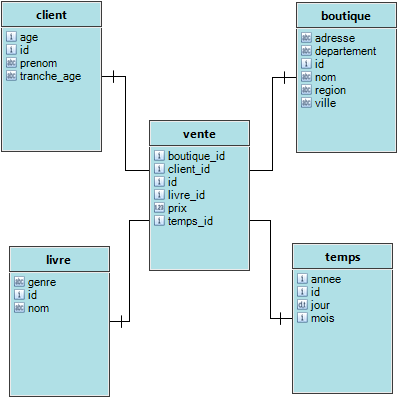 client
age
id
prenom
tranche_age
boutique
adresse
departement
id
nom
region
ville
vente
boutique_id
client_id
id
livre_id
prix
temps_id
livre
genre
id
nom
temps
annee
id
jour
mois